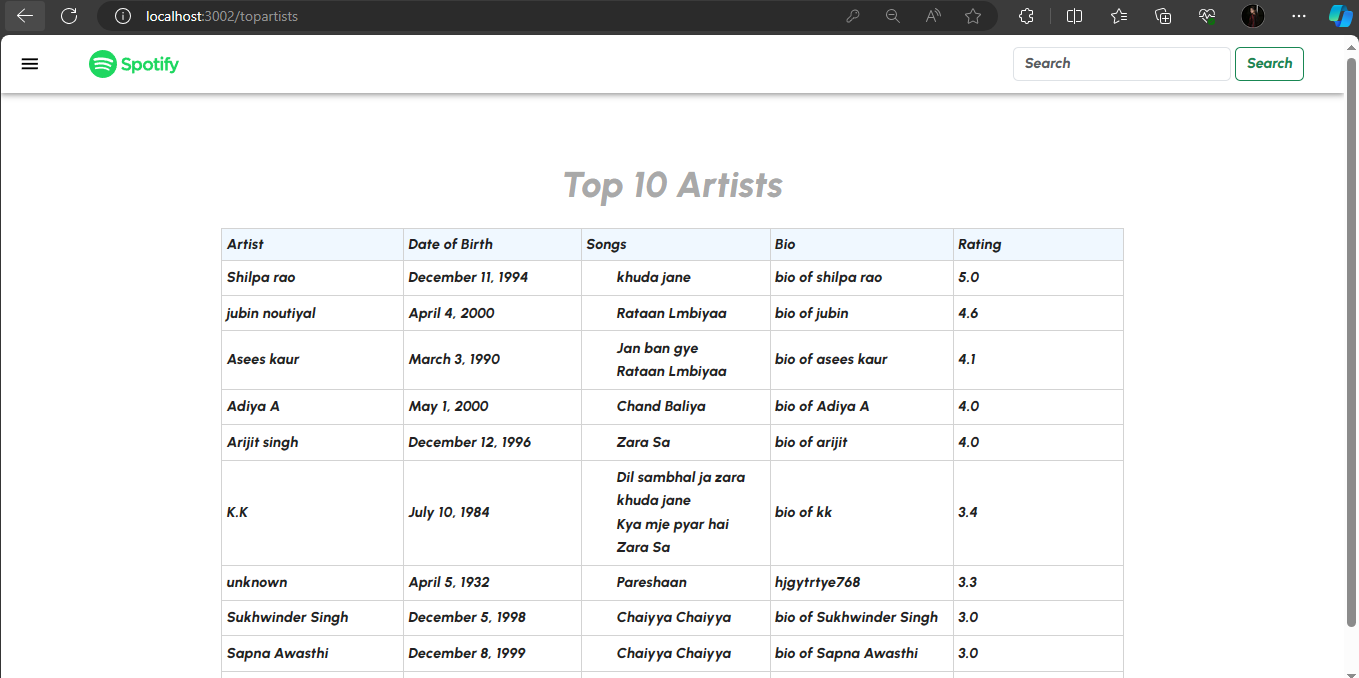 localhost:3002/topartists
Spotify
Search
Search
Top 10 Artists
Artist Date of Birth Songs Bio Rating
Shilpa rao December 11, 1994 khuda jane bio of shilpa rao 5.0
jubin noutiyal April 4, 2000 Rataan Lmbiyaa bio of jubin 4.6
Asees kaur March 3, 1990 Jan ban gye bio of asees kaur 4.1
Rataan Lmbiyaa
Adiya A May 1, 2000 Chand Baliya bio of Adiya A 4.0
Arijit singh December 12, 1996 Zara Sa bio of arijit 4.0
K.K July 10, 1984 Dil sambhal ja zara bio of kk 3.4
khuda jane
Kya mje pyar hai
Zara Sa
unknown April 5, 1932 Pareshaan hjgytrtye768 3.3
Sukhwinder Singh December 5, 1998 Chaiyya Chaiyya bio of Sukhwinder Singh 3.0
Sapna Awasthi December 8, 1999 Chaiyya Chaiyya bio of Sapna Awasthi 3.0